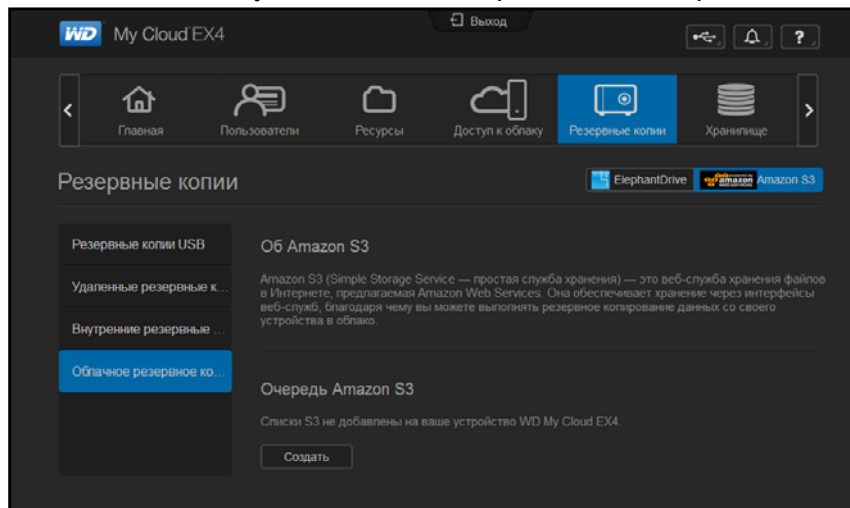 WD My Cloud EX4
Выход
?
Главная
Пользователи
Ресурсы
Доступ к облаку
Резервные копии
Хранилище
Резервные копии
ElephantDrive
amazon
Amazon S3
Резервные копии USB
Удаленные резервные к...
Внутренние резервные ...
Облачное резервное ко...
Об Amazon S3
Amazon S3 (Simple Storage Service — простая служба хранения) — это веб-служба хранения файлов
в Интернете, предлагаемая Amazon Web Services. Она обеспечивает хранение через интерфейсы
веб-служб, благодаря чему вы можете выполнять резервное копирование данных со своего
устройства в облако.
Очередь Amazon S3
Списки S3 не добавлены на ваше устройство WD My Cloud EX4.
Создать